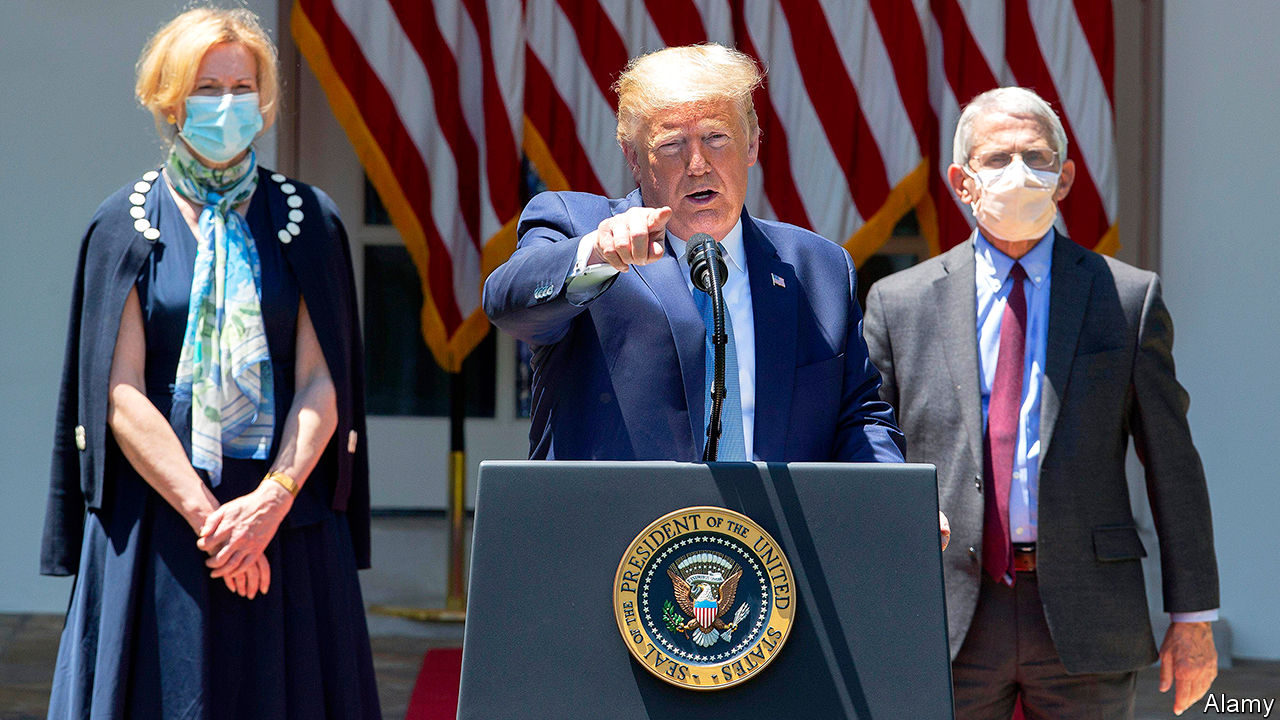 SEAL OF THE PRESIDENT OF THE UNITED STATES
Alamy